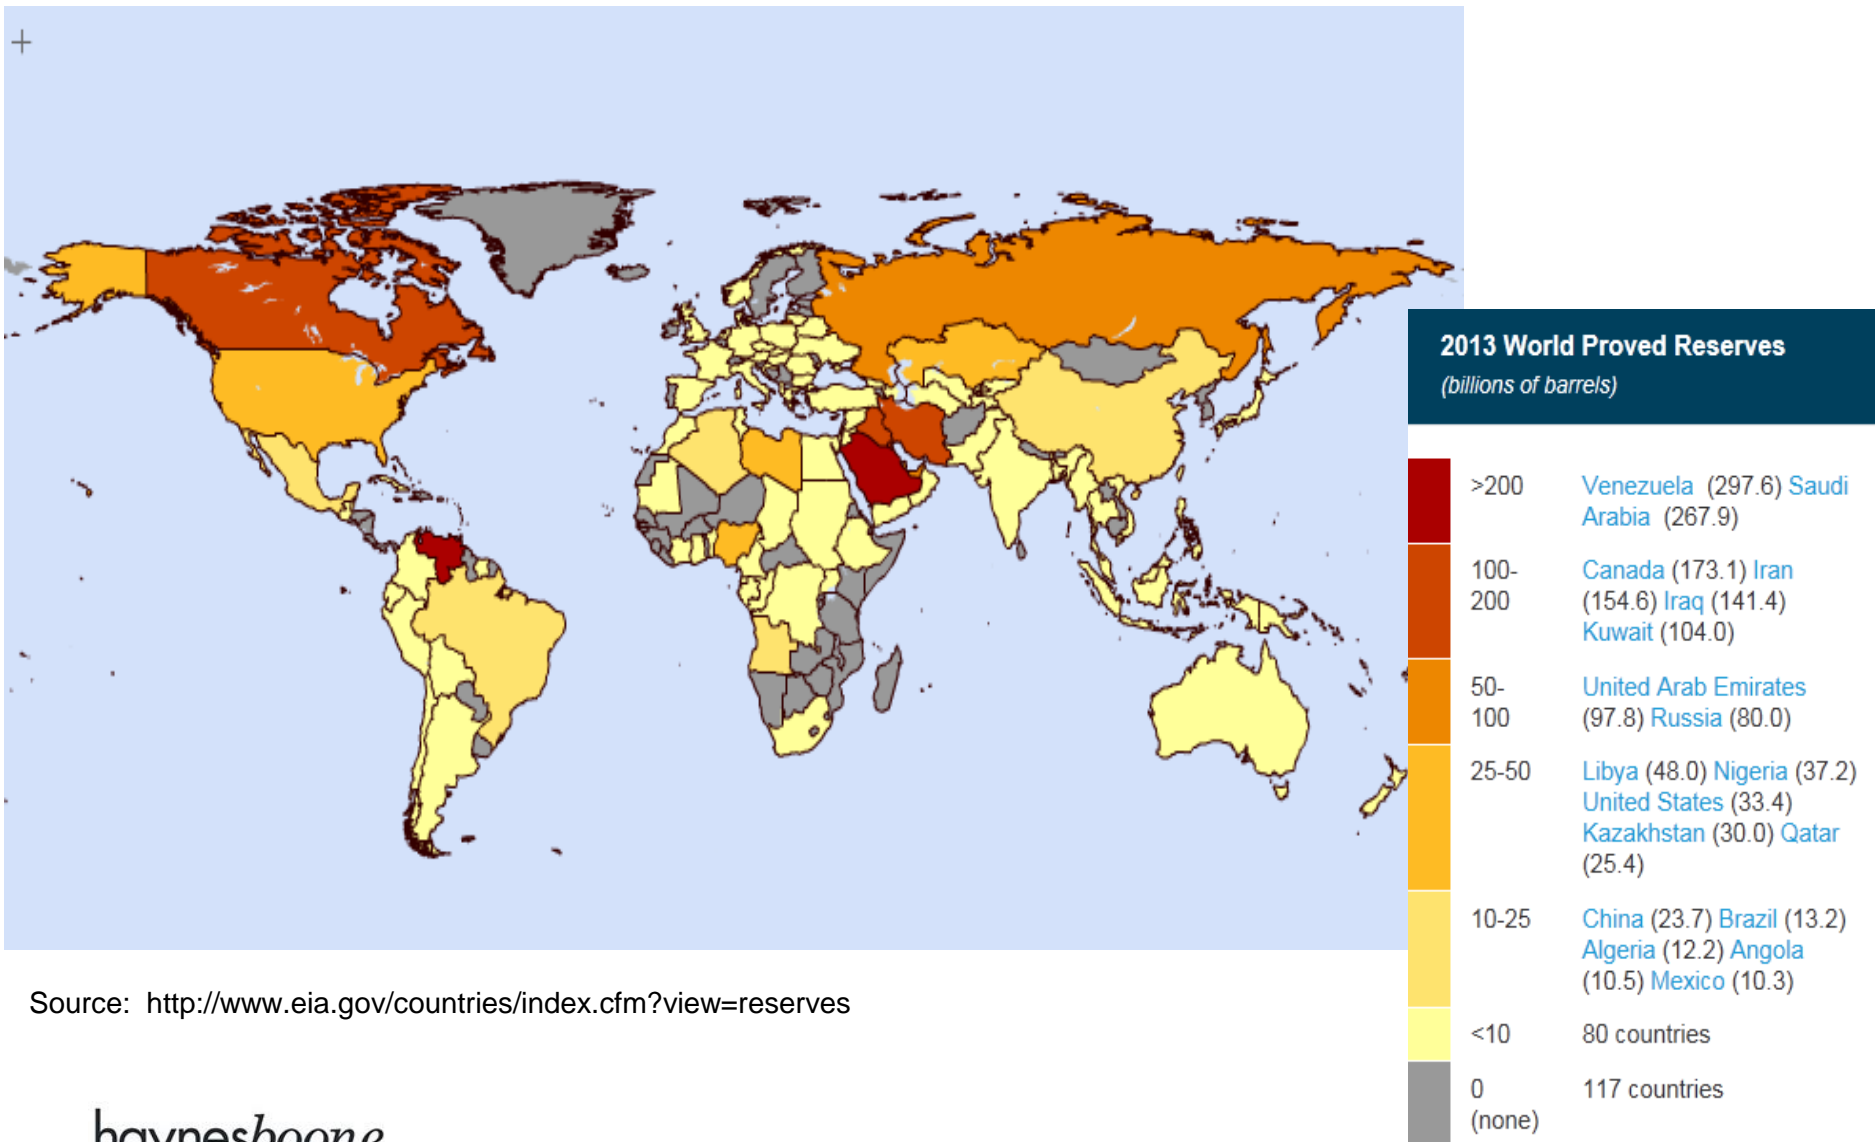 2013 World Proved Reserves
(billions of barrels)
>200 Venezuela (297.6) Saudi
Arabia (267.9)
100- Canada (173.1) Iran
200 (154.6) Iraq (141.4)
Kuwait (104.0)
50- United Arab Emirates
100 (97.8) Russia (80.0)
25-50 Libya (48.0) Nigeria (37.2)
United States (33.4)
Kazakhstan (30.0) Qatar
(25.4)
10-25 China (23.7) Brazil (13.2)
Algeria (12.2) Angola
(10.5) Mexico (10.3)
<10 80 countries
0 117 countries
(none)
Source: http://www.eia.gov/countries/index.cfm?view=reserves
haynesboone